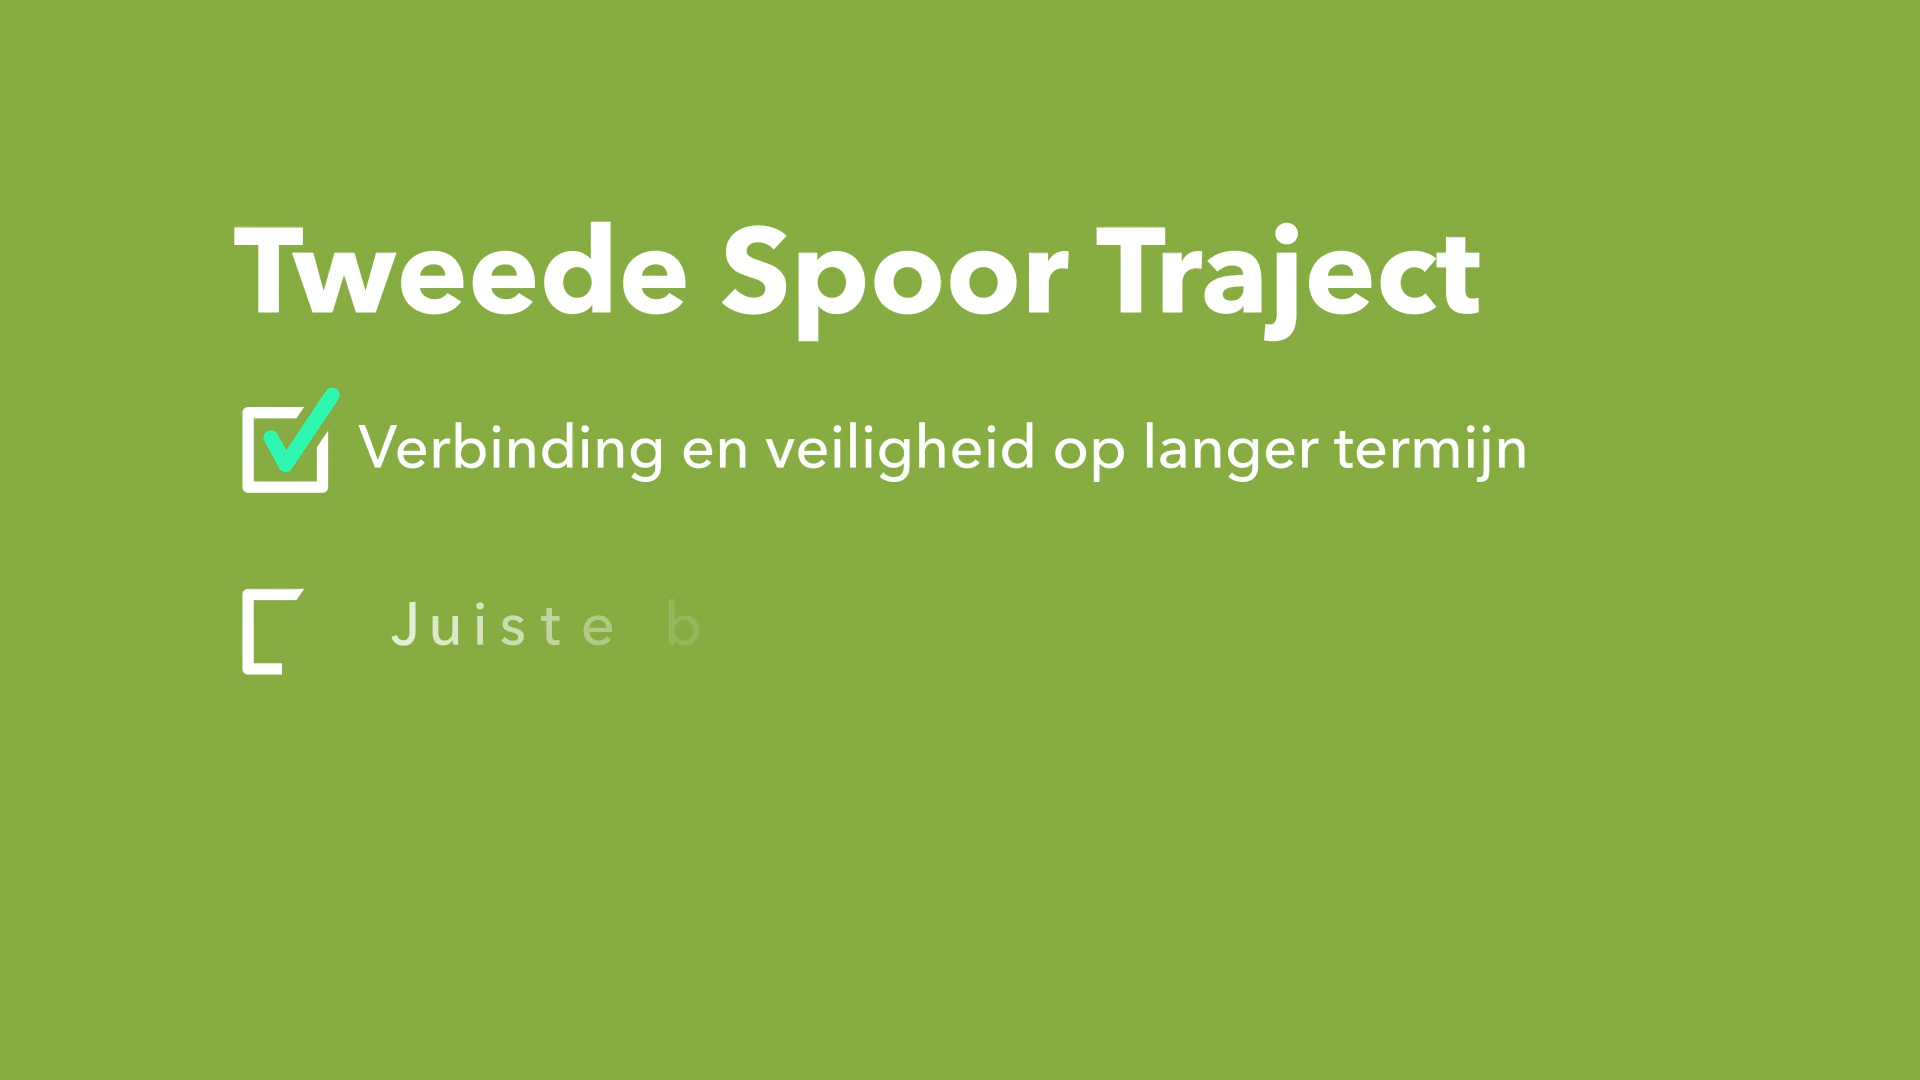 Tweede Spoor Traject
Verbinding en veiligheid op langer termijn
Juiste b